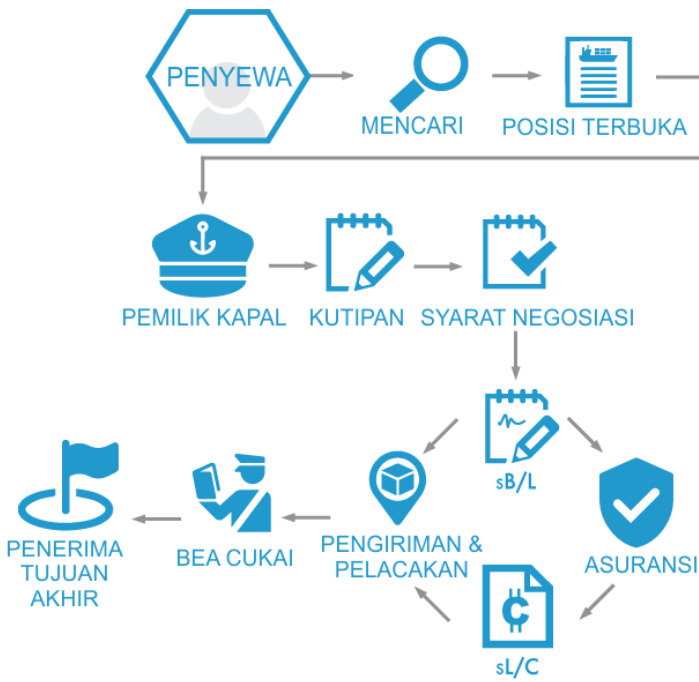 PENYEWA
MENCARI
POSISI TERBUKA
PEMILIK KAPAL
KUTIPAN
SYARAT NEGOSIASI
sB/L
PENERIMA
TUJUAN
AKHIR
BEA CUKAI
PENGIRIMAN &
PELACAKAN
ASURANSI
sL/C